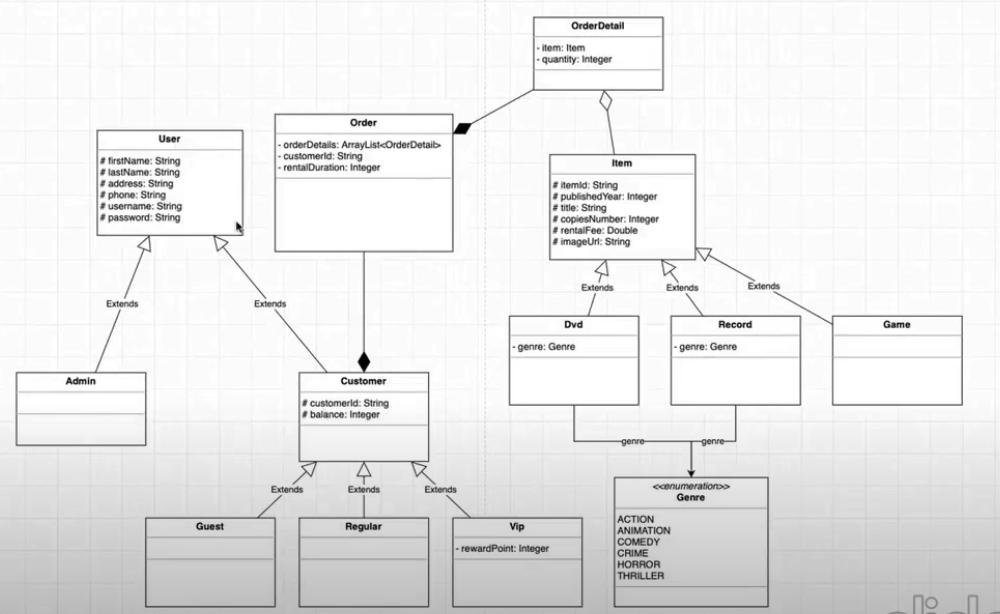 OrderDetail
- item: Item
- quantity: Integer
Order
- orderDetails: ArrayList<OrderDetail>
- customerId: String
- rentalDuration: Integer
User
# firstName: String
# lastName: String
# address: String
# phone: String
# username: String
# password: String
Item
# itemId: String
# publishedYear: Integer
# title: String
# copiesNumber: Integer
# rentalFee: Double
# imageUrl: String
Extends
Extends
Extends
Extends
Extends
Dvd
- genre: Genre
Record
- genre: Genre
Game
Admin
Customer
# customerId: String
# balance: Integer
genre
genre
Extends
Extends
Extends
<<enumeration>>
Genre
ACTION
ANIMATION
COMEDY
CRIME
HORROR
THRILLER
Guest
Regular
Vip
- rewardPoint: Integer